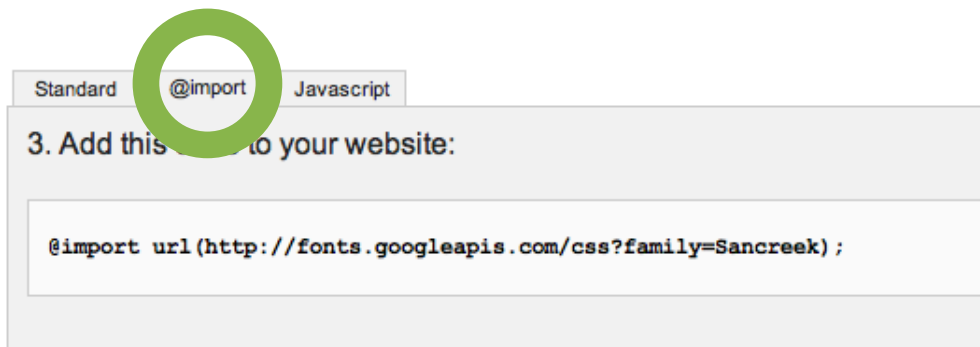 Standard @import Javascript
3. Add this to your website:
@import url(http://fonts.googleapis.com/css?family=Sancreek);